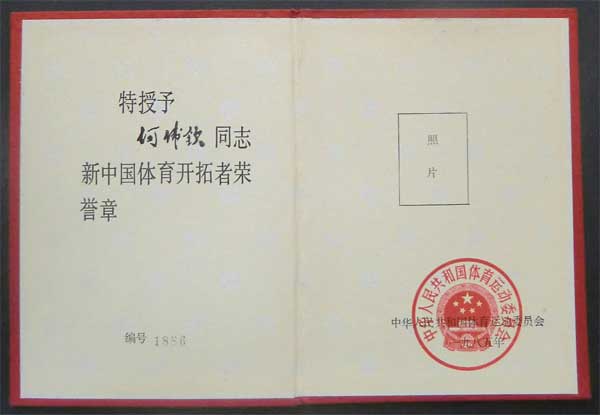 特授予
何伟钦同志
新中国体育开拓者荣
誉章
编号 1886
照
片
中华人民共和国体育运动委员会
中华人民共和国体育运动委员会
一九八五年